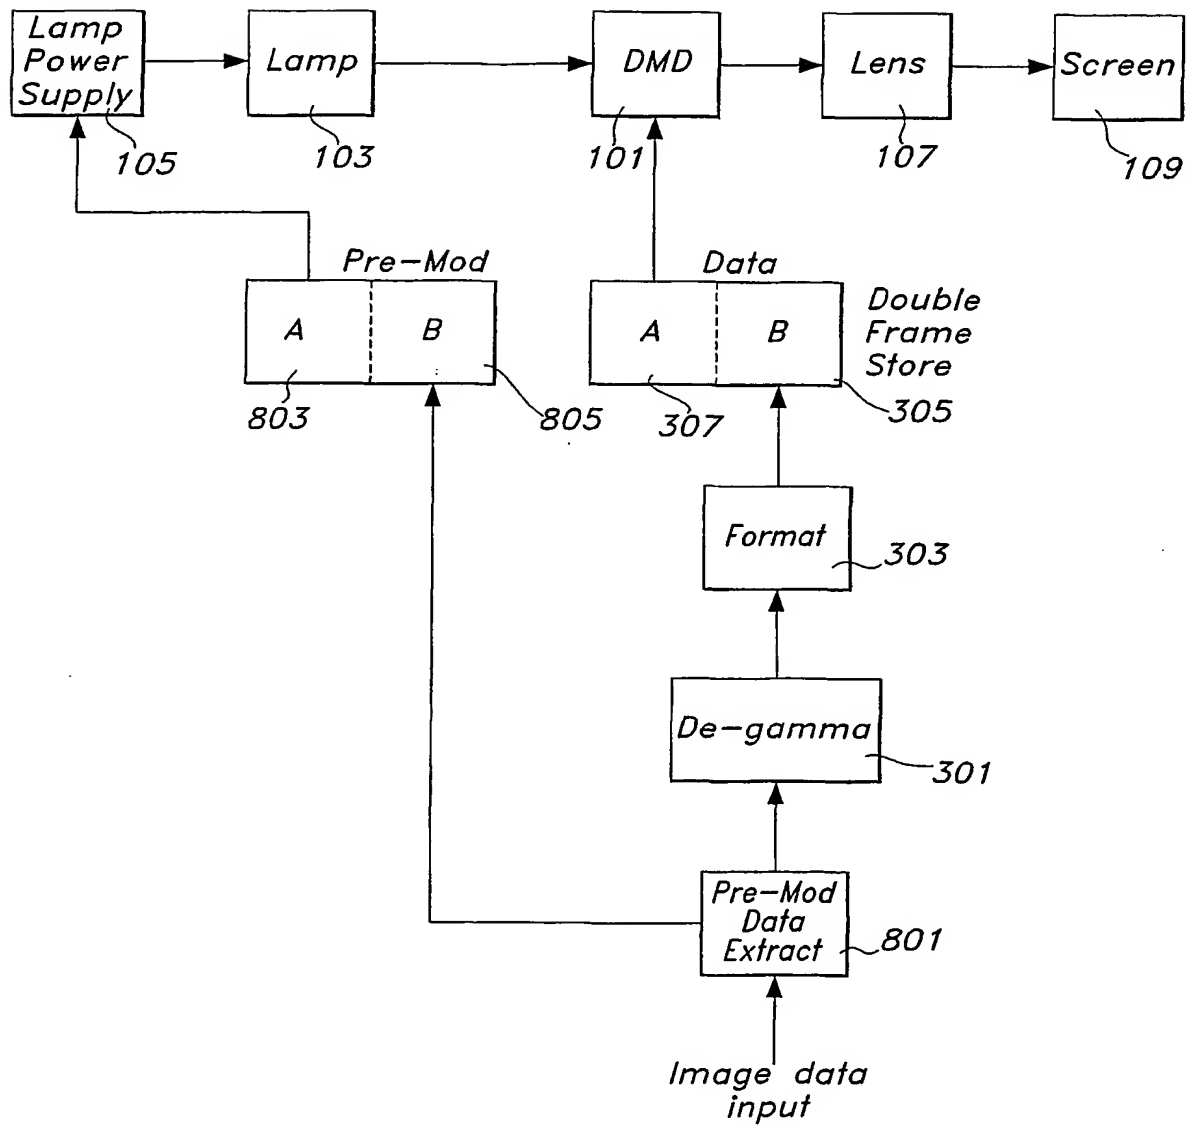 Lamp
Power
Supply
Lamp
DMD
Lens
Screen
105
103
101
107
109
Pre-Mod
Data
A
B
A
B
Double
Frame
Store
803
805
307
305
Format
303
De-gamma
301
Pre-Mod
Data
Extract
801
Image data
input